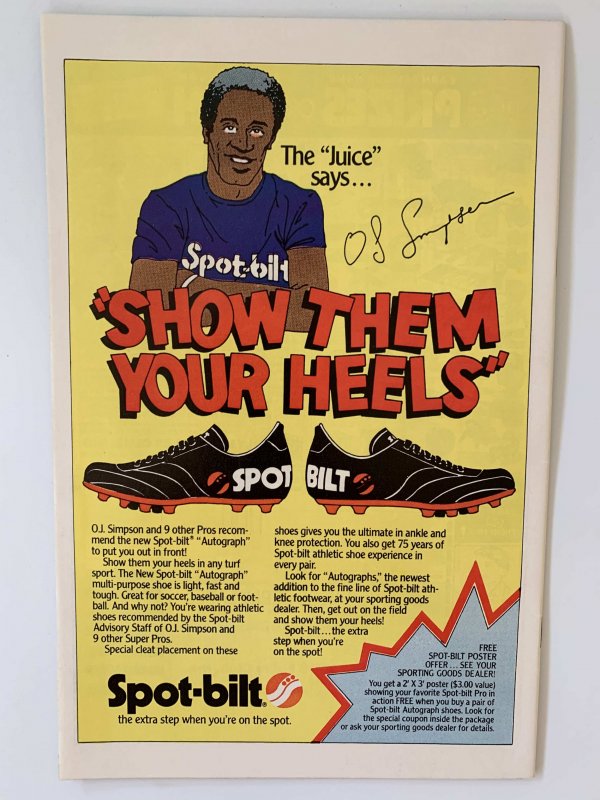 The "Juice"
says...
OJ Simpson
Spot-bilt
"SHOW THEM
YOUR HEELS"
SPOT BILT
O.J. Simpson and 9 other Pros recom-
mend the new Spot-bilt® "Autograph"
to put you out in front!
Show them your heels in any turf
sport. The New Spot-bilt "Autograph"
multi-purpose shoe is light, fast and
tough. Great for soccer, baseball or foot-
ball. And why not? You're wearing athletic
shoes recommended by the Spot-bilt
Advisory Staff of O.J. Simpson and
9 other Super Pros.
Special cleat placement on these
shoes gives you the ultimate in ankle and
knee protection. You also get 75 years of
Spot-bilt athletic shoe experience in
every pair.
Look for "Autographs," the newest
addition to the fine line of Spot-bilt ath-
letic footwear, at your sporting goods
dealer. Then, get out on the field
and show them your heels!
Spot-bilt...the extra
step when you're
on the spot!
Spot-bilt®
the extra step when you're on the spot.
FREE
SPOT-BILT POSTER
OFFER... SEE YOUR
SPORTING GOODS DEALER!
You get a 2' X 3' poster ($3.00 value)
showing your favorite Spot-bilt Pro in
action FREE when you buy a pair of
Spot-bilt Autograph shoes. Look for
the special coupon inside the package
or ask your sporting goods dealer for details.